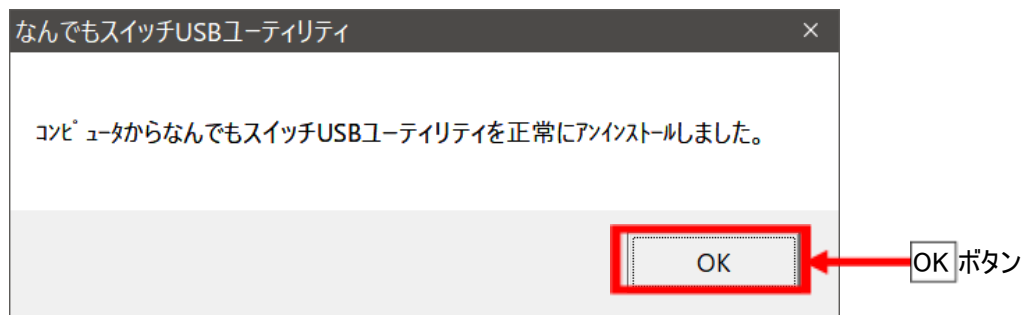 なんでもスイッチUSBユーティリティ
×
ｺﾝﾋﾟｭｰﾀからなんでもスイッチUSBユーティリティを正常にｱﾝｲﾝｽﾄｰﾙしました。
OK
OK ボタン